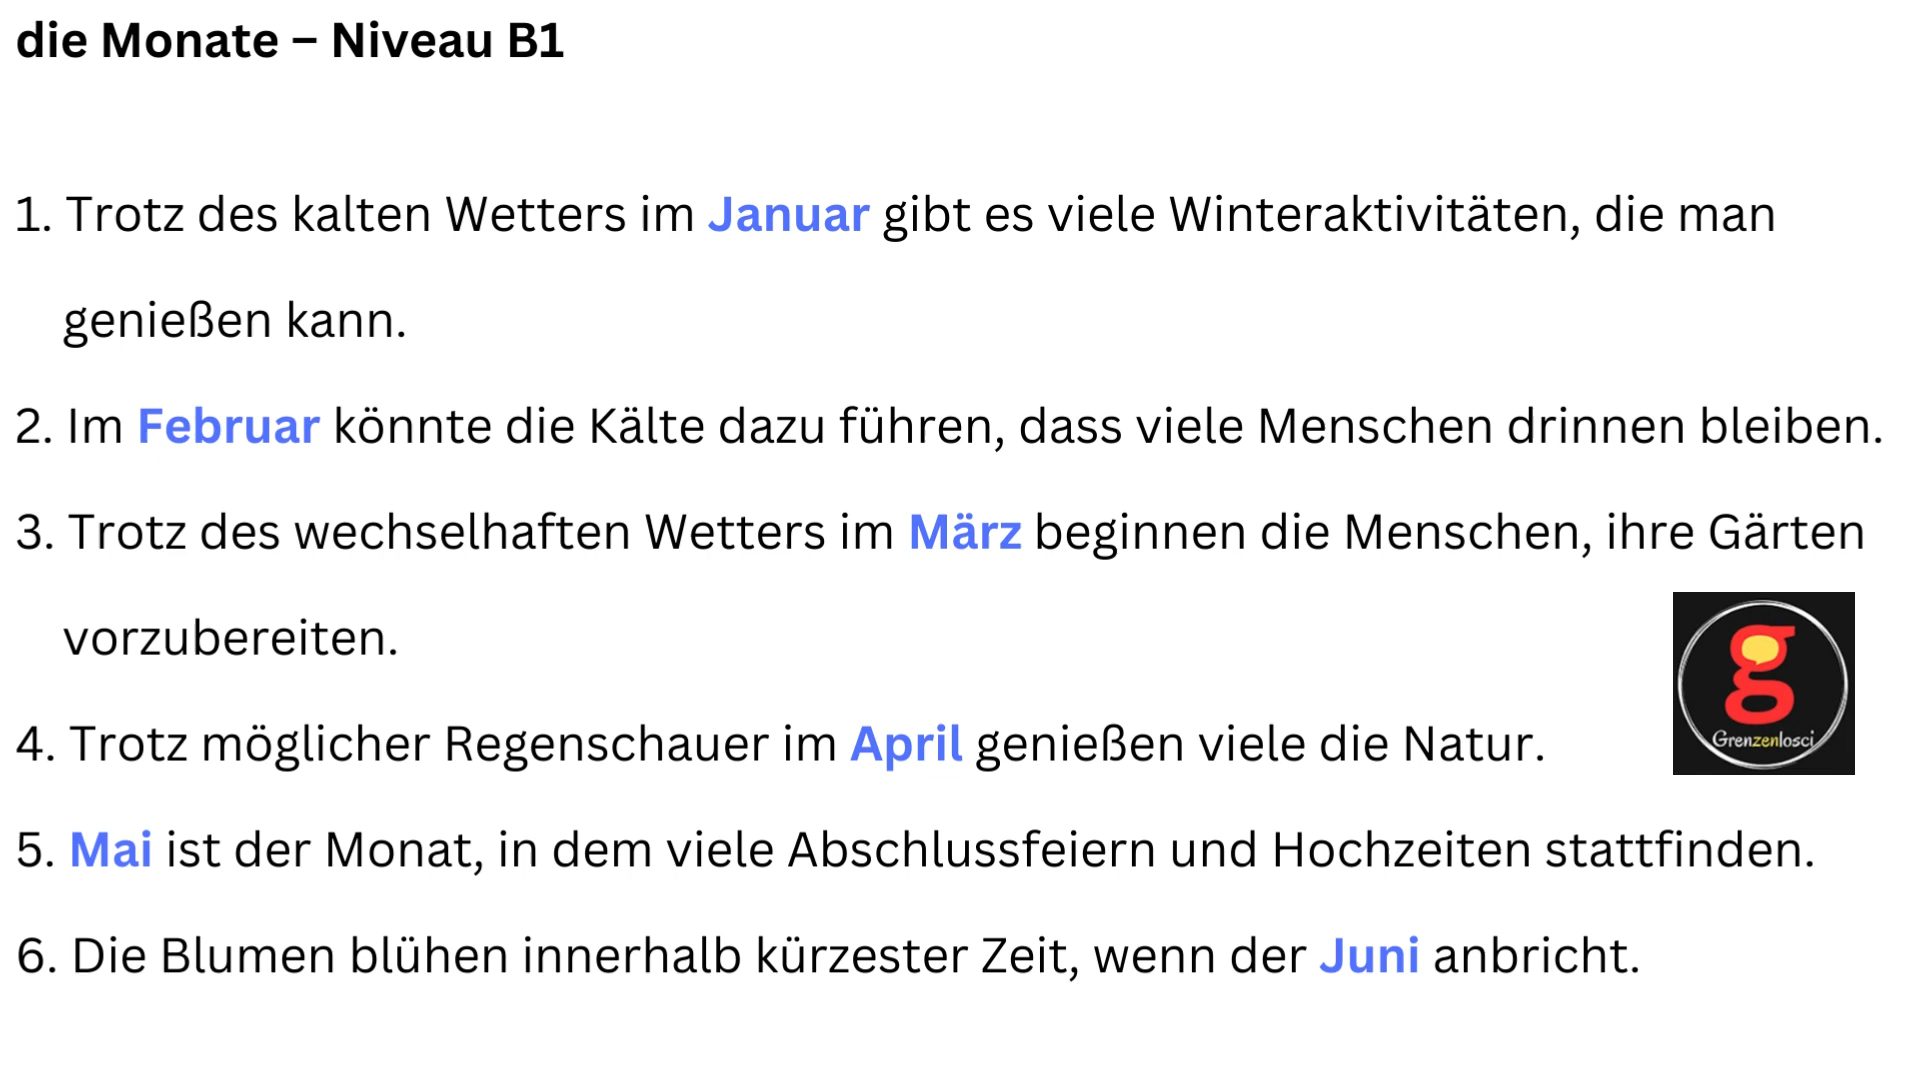 die Monate – Niveau B1
1. Trotz des kalten Wetters im Januar gibt es viele Winteraktivitäten, die man
genießen kann.
2. Im Februar könnte die Kälte dazu führen, dass viele Menschen drinnen bleiben.
3. Trotz des wechselhaften Wetters im März beginnen die Menschen, ihre Gärten
vorzubereiten.
4. Trotz möglicher Regenschauer im April genießen viele die Natur.
5. Mai ist der Monat, in dem viele Abschlussfeiern und Hochzeiten stattfinden.
6. Die Blumen blühen innerhalb kürzester Zeit, wenn der Juni anbricht.
g
Grenzenlosci